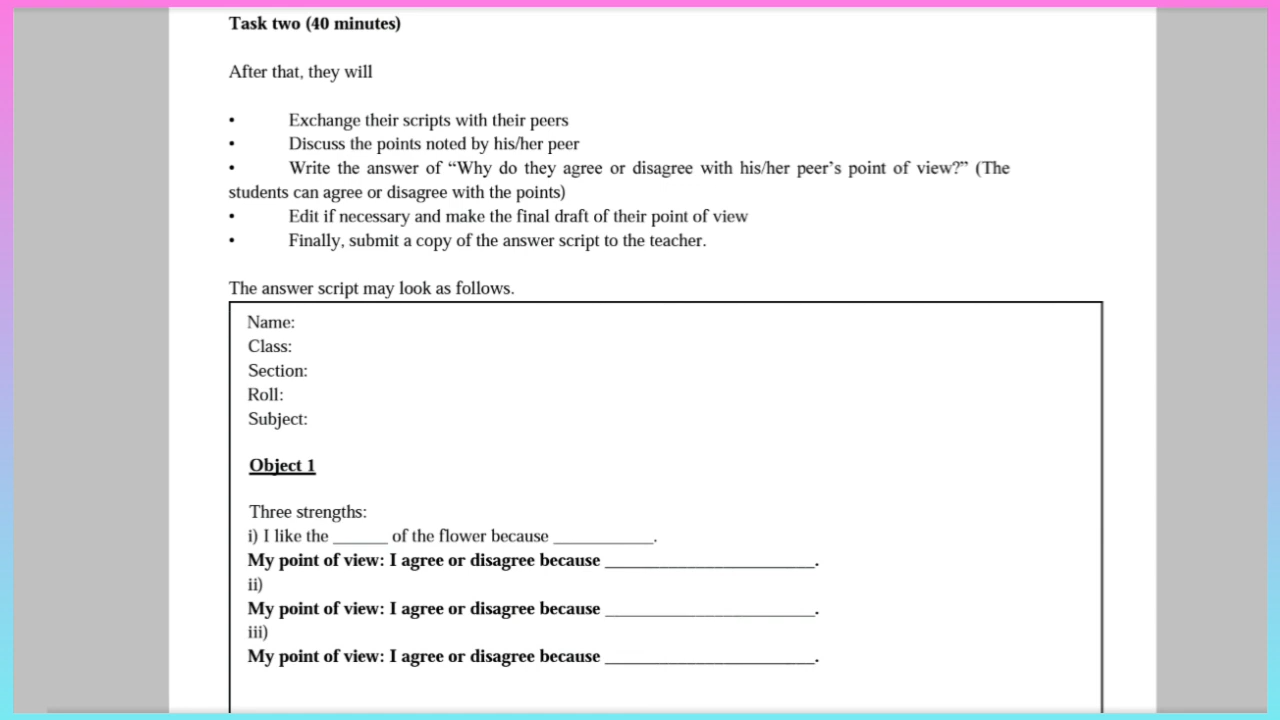 Task two (40 minutes)
After that, they will
• Exchange their scripts with their peers
• Discuss the points noted by his/her peer
• Write the answer of “Why do they agree or disagree with his/her peer’s point of view?” (The
students can agree or disagree with the points)
• Edit if necessary and make the final draft of their point of view
• Finally, submit a copy of the answer script to the teacher.
The answer script may look as follows.
Name:
Class:
Section:
Roll:
Subject:
Object 1
Three strengths:
i) I like the ______ of the flower because ___________.
My point of view: I agree or disagree because _______________________.
ii)
My point of view: I agree or disagree because _______________________.
iii)
My point of view: I agree or disagree because _______________________.